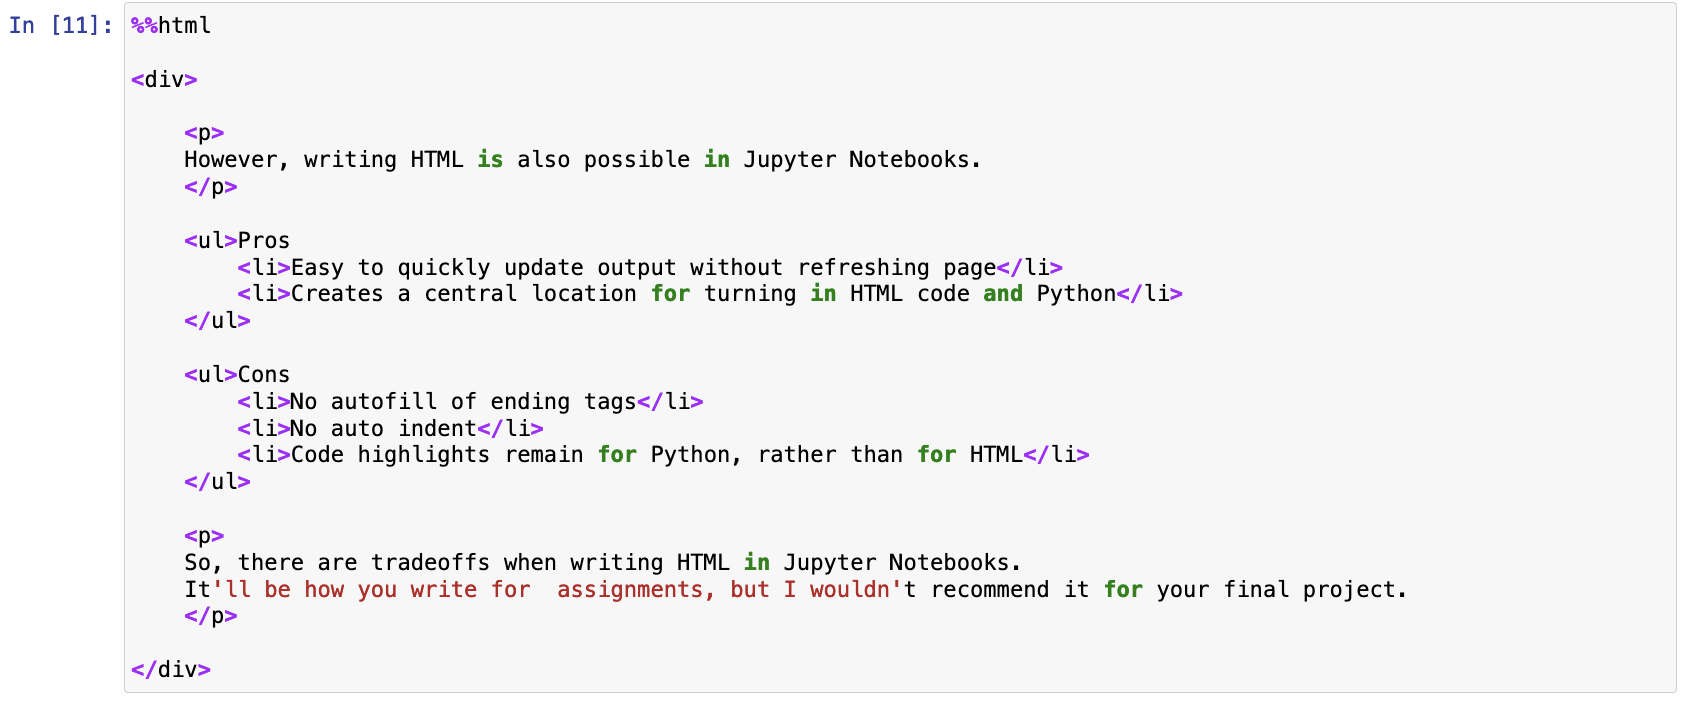 In [11]: %%html
<div>
<p>
However, writing HTML is also possible in Jupyter Notebooks.
</p>
<ul>Pros
<li>Easy to quickly update output without refreshing page</li>
<li>Creates a central location for turning in HTML code and Python</li>
</ul>
<ul>Cons
<li>No autofill of ending tags</li>
<li>No auto indent</li>
<li>Code highlights remain for Python, rather than for HTML</li>
</ul>
<p>
So, there are tradeoffs when writing HTML in Jupyter Notebooks.
It'll be how you write for  assignments, but I wouldn't recommend it for your final project.
</p>
</div>